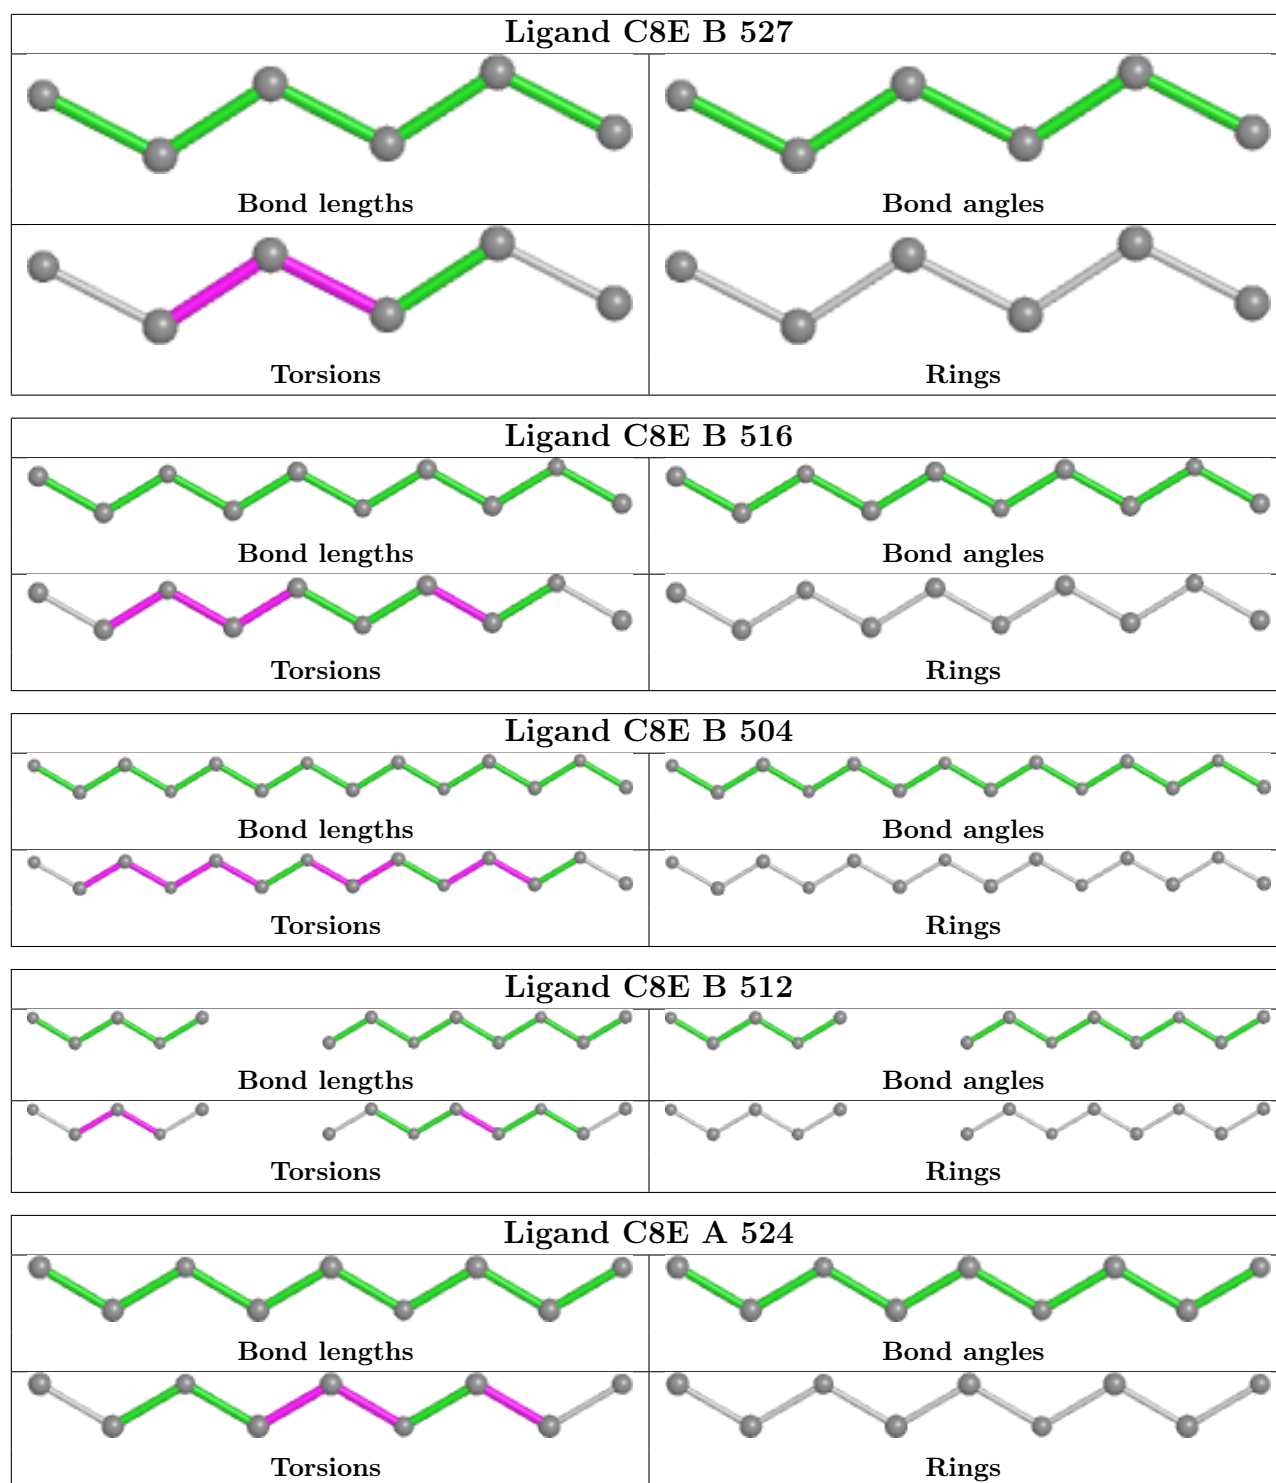 Ligand C8E B 527
Bond lengths
Bond angles
Torsions
Rings
Ligand C8E B 516
Bond lengths
Bond angles
Torsions
Rings
Ligand C8E B 504
Bond lengths
Bond angles
Torsions
Rings
Ligand C8E B 512
Bond lengths
Bond angles
Torsions
Rings
Ligand C8E A 524
Bond lengths
Bond angles
Torsions
Rings